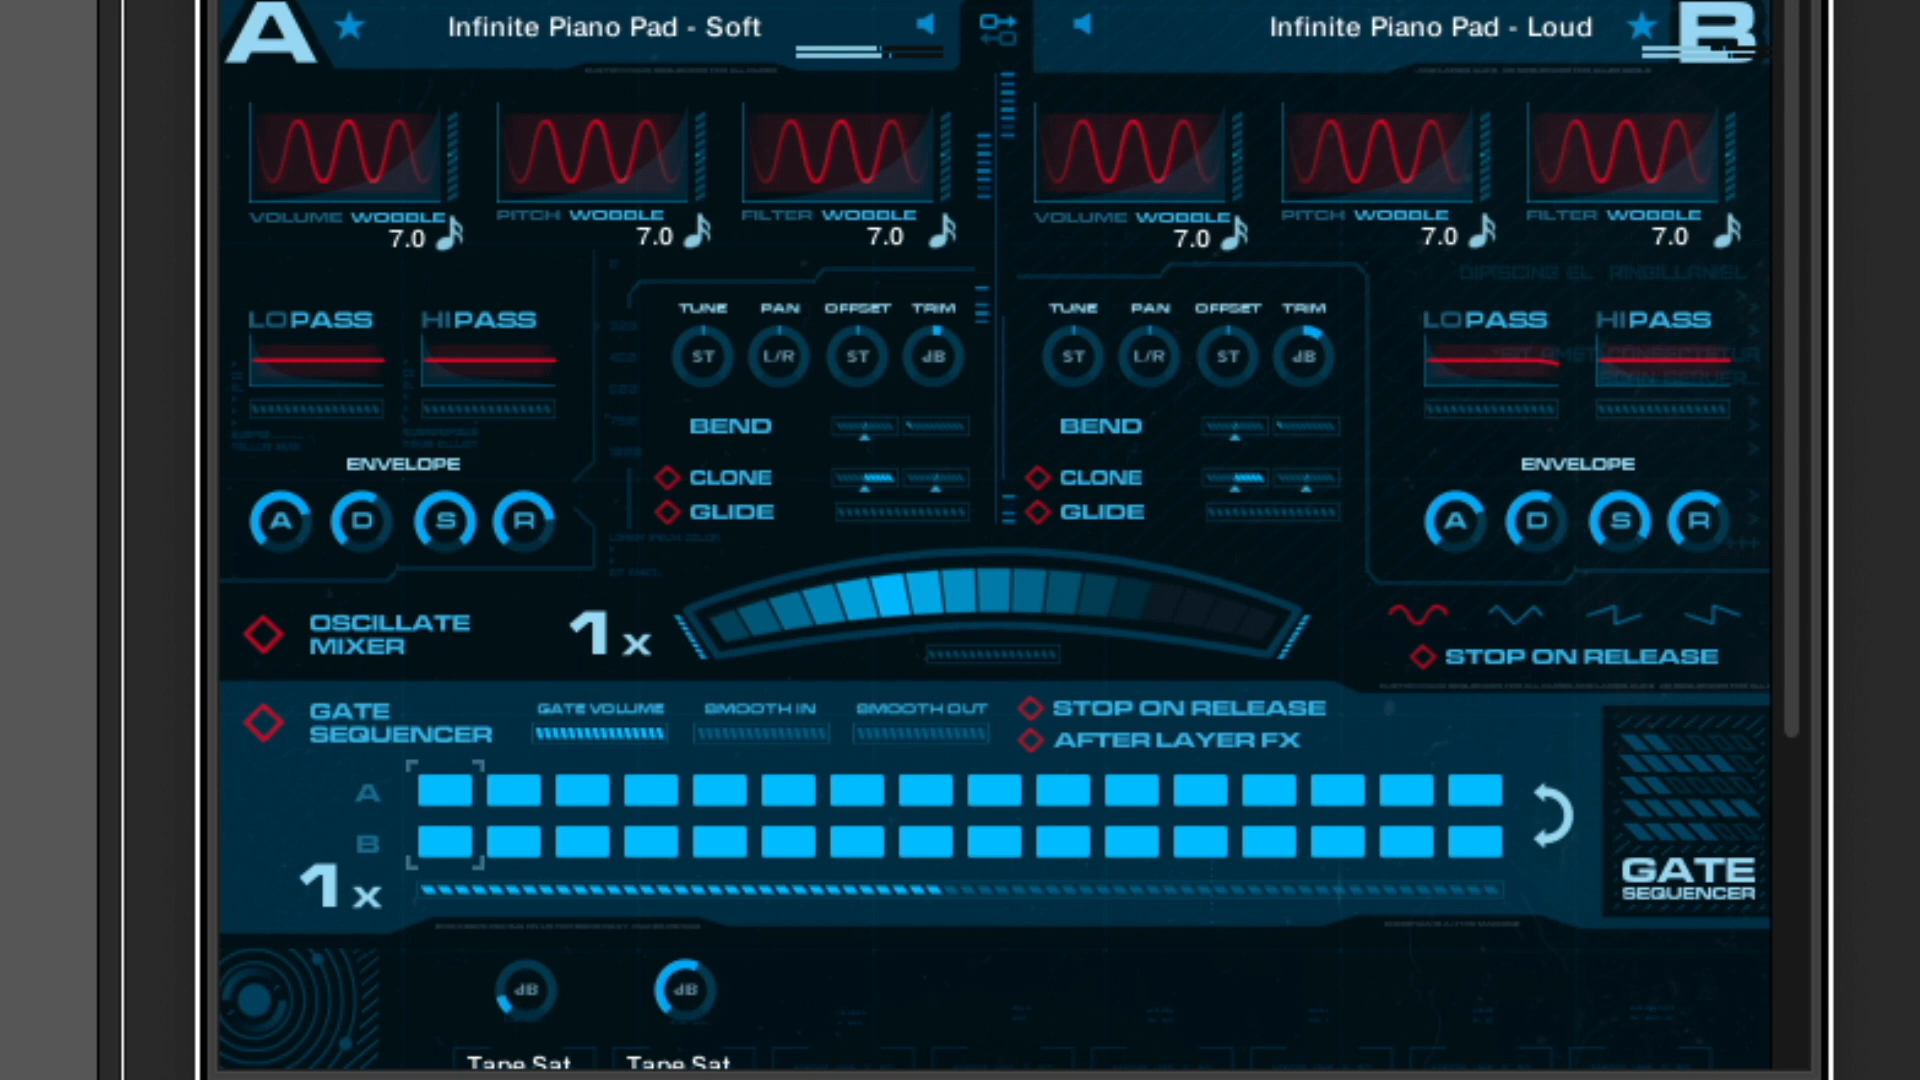 A Infinite Piano Pad - Soft Infinite Piano Pad - Loud B
VOLUME WOBBLE PITCH WOBBLE FILTER WOBBLE VOLUME WOBBLE PITCH WOBBLE FILTER WOBBLE
7.0 7.0 7.0 7.0 7.0 7.0
TUNE PAN OFFSET TRIM TUNE PAN OFFSET TRIM
LOPASS HIPASS LOPASS HIPASS
ST L/R ST dB ST L/R ST dB
BEND BEND
ENVELOPE ENVELOPE
CLONE CLONE
GLIDE GLIDE
A D S R A D S R
OSCILLATE
MIXER
1x
STOP ON RELEASE
GATE
SEQUENCER
GATE VOLUME SMOOTH IN SMOOTH OUT STOP ON RELEASE
AFTER LAYER FX
A
B
1x
GATE
SEQUENCER
dB dB
Tape Sat Tape Sat